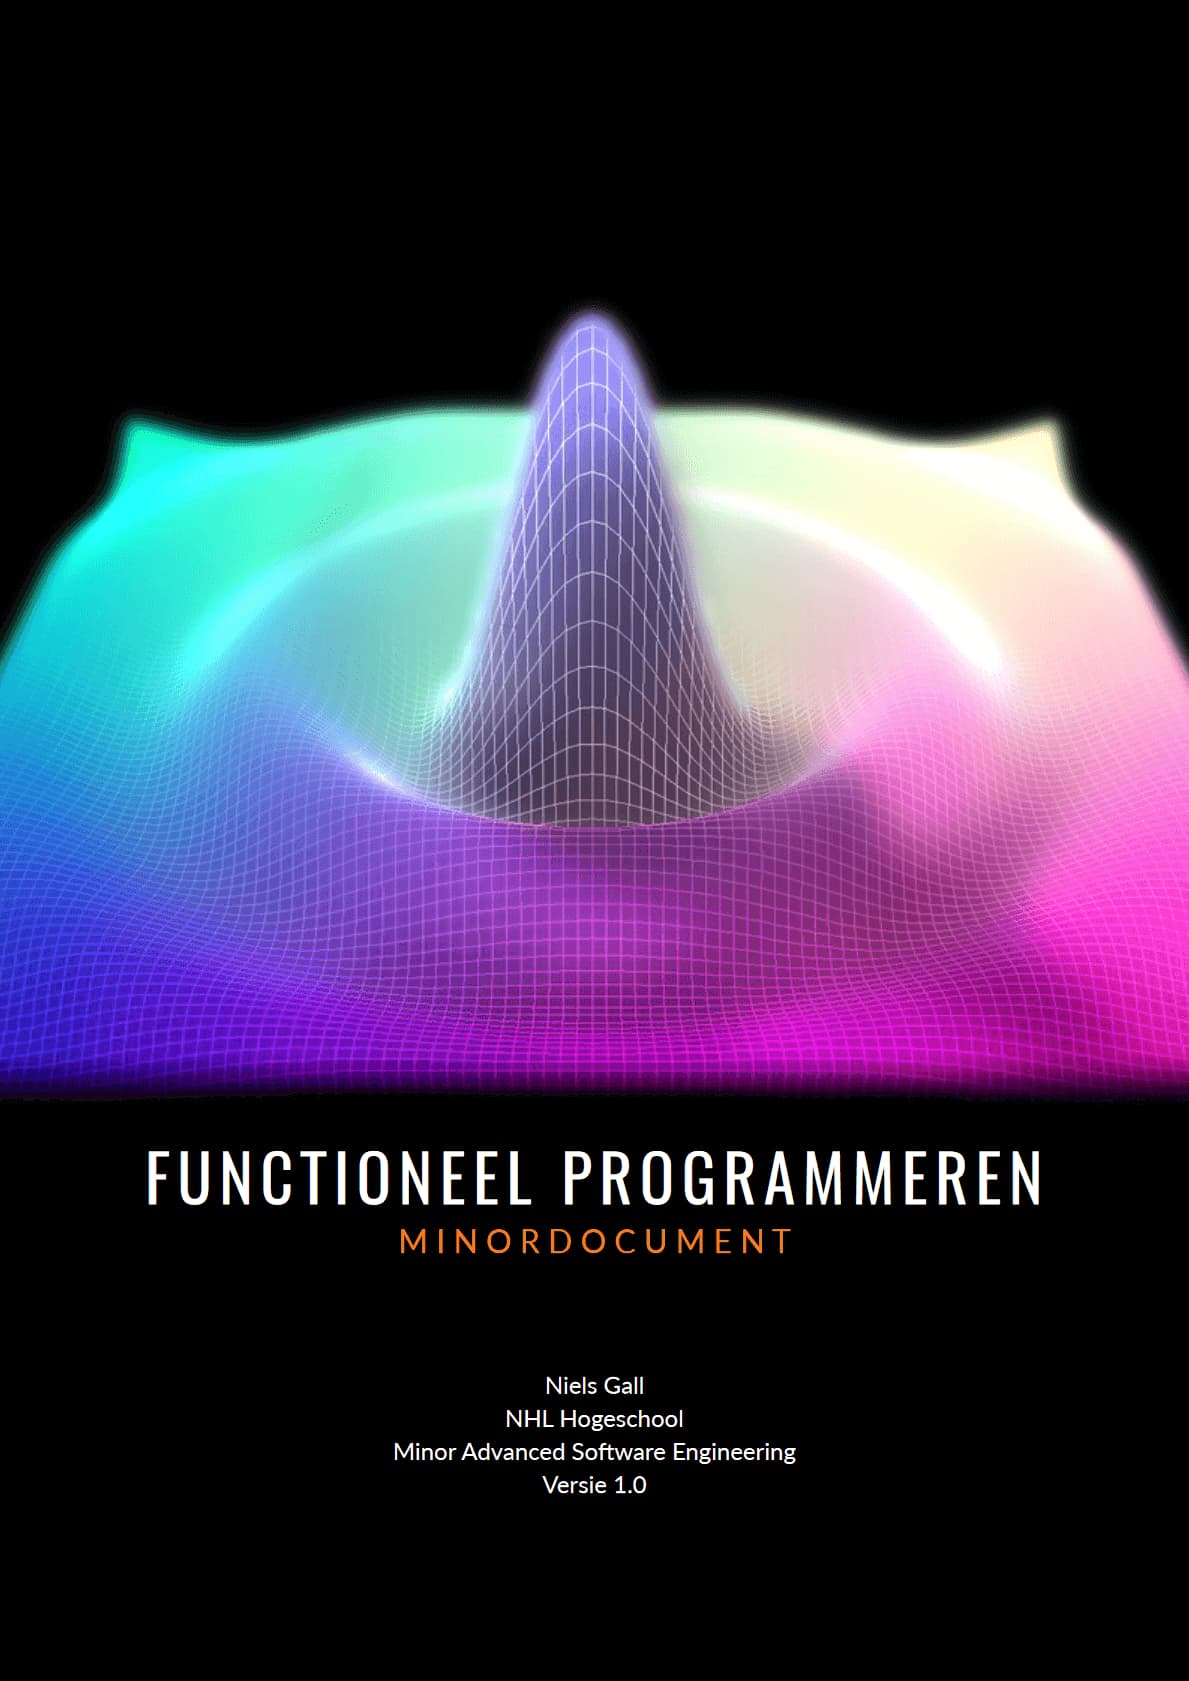 FUNCTIONEEL PROGRAMMEREN
MINORDOCUMENT
Niels Gall
NHL Hogeschool
Minor Advanced Software Engineering
Versie 1.0